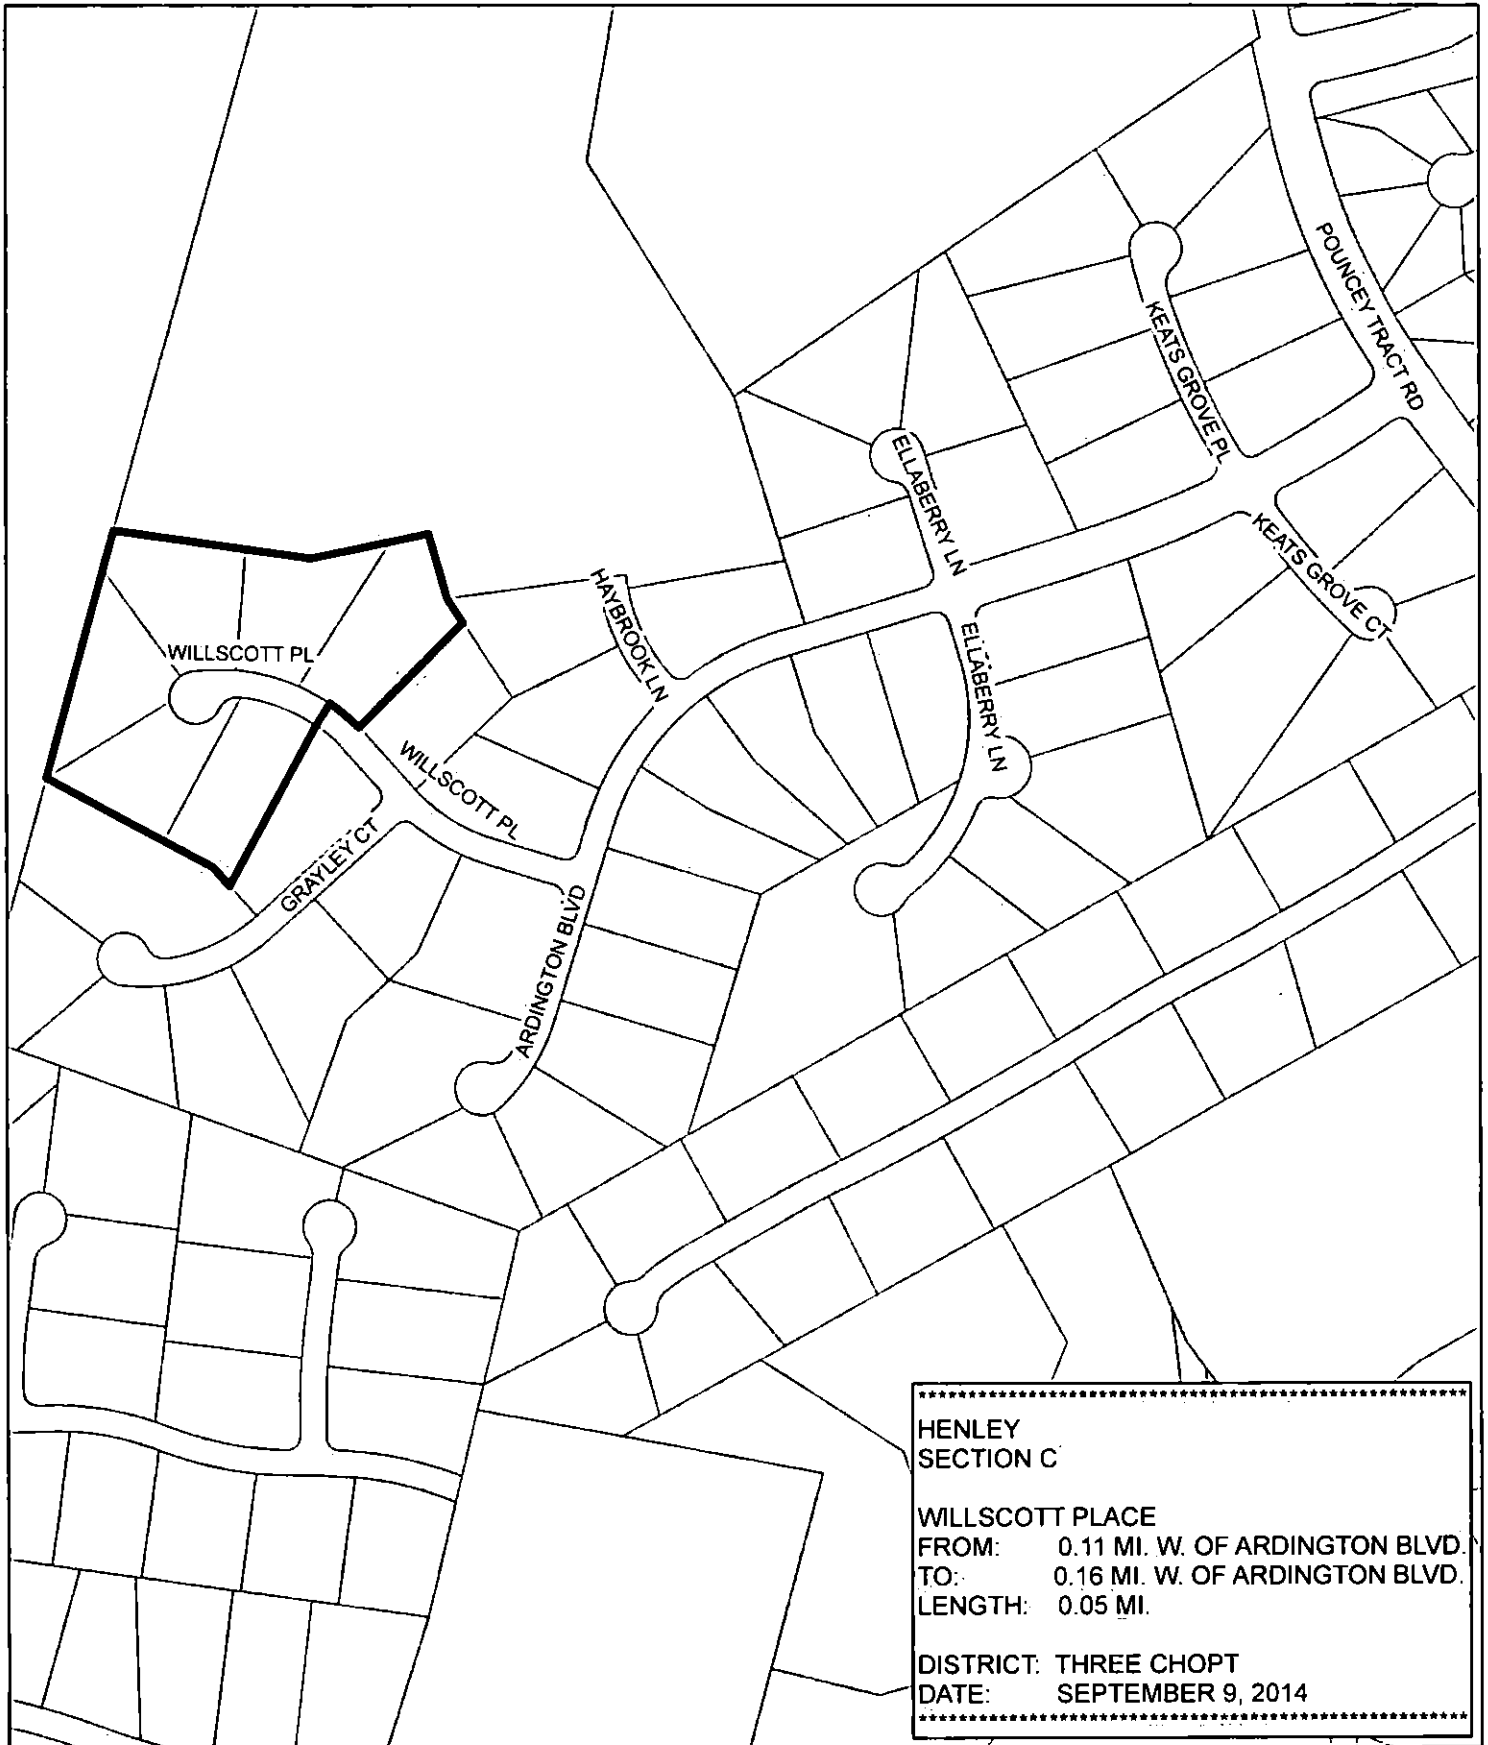 POUNCEY TRACT RD
KEATS GROVE PL
ELLABERRY LN
KEATS GROVE CT
HAYBROOK LN
ELLABERRY LN
WILLSCOTT PL
WILLSCOTT PL
GRAYLEY CT
ARDINGTON BLVD
HENLEY
SECTION C
WILLSCOTT PLACE
FROM: 0.11 MI. W. OF ARDINGTON BLVD.
TO: 0.16 MI. W. OF ARDINGTON BLVD.
LENGTH: 0.05 MI.
DISTRICT: THREE CHOPT
DATE: SEPTEMBER 9, 2014